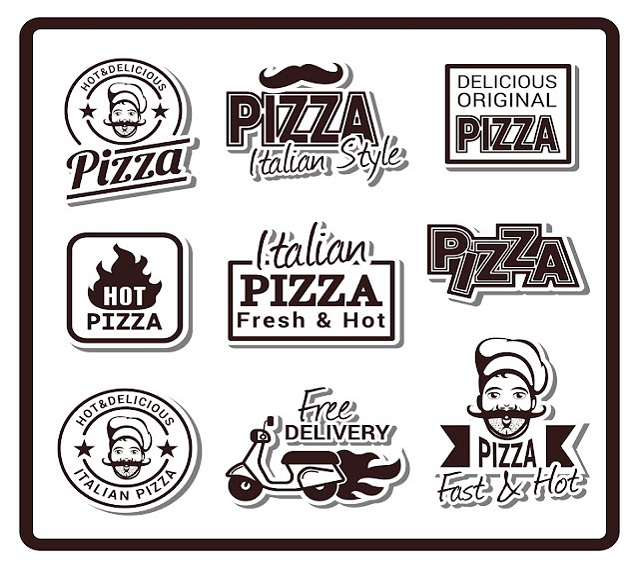 HOT&DELICIOUS
Pizza
PIZZA
Italian Style
DELICIOUS
ORIGINAL
PIZZA
HOT
PIZZA
Italian
PIZZA
Fresh & Hot
PIZZA
HOT&DELICIOUS
ITALIAN PIZZA
Free
DELIVERY
PIZZA
Fast & Hot